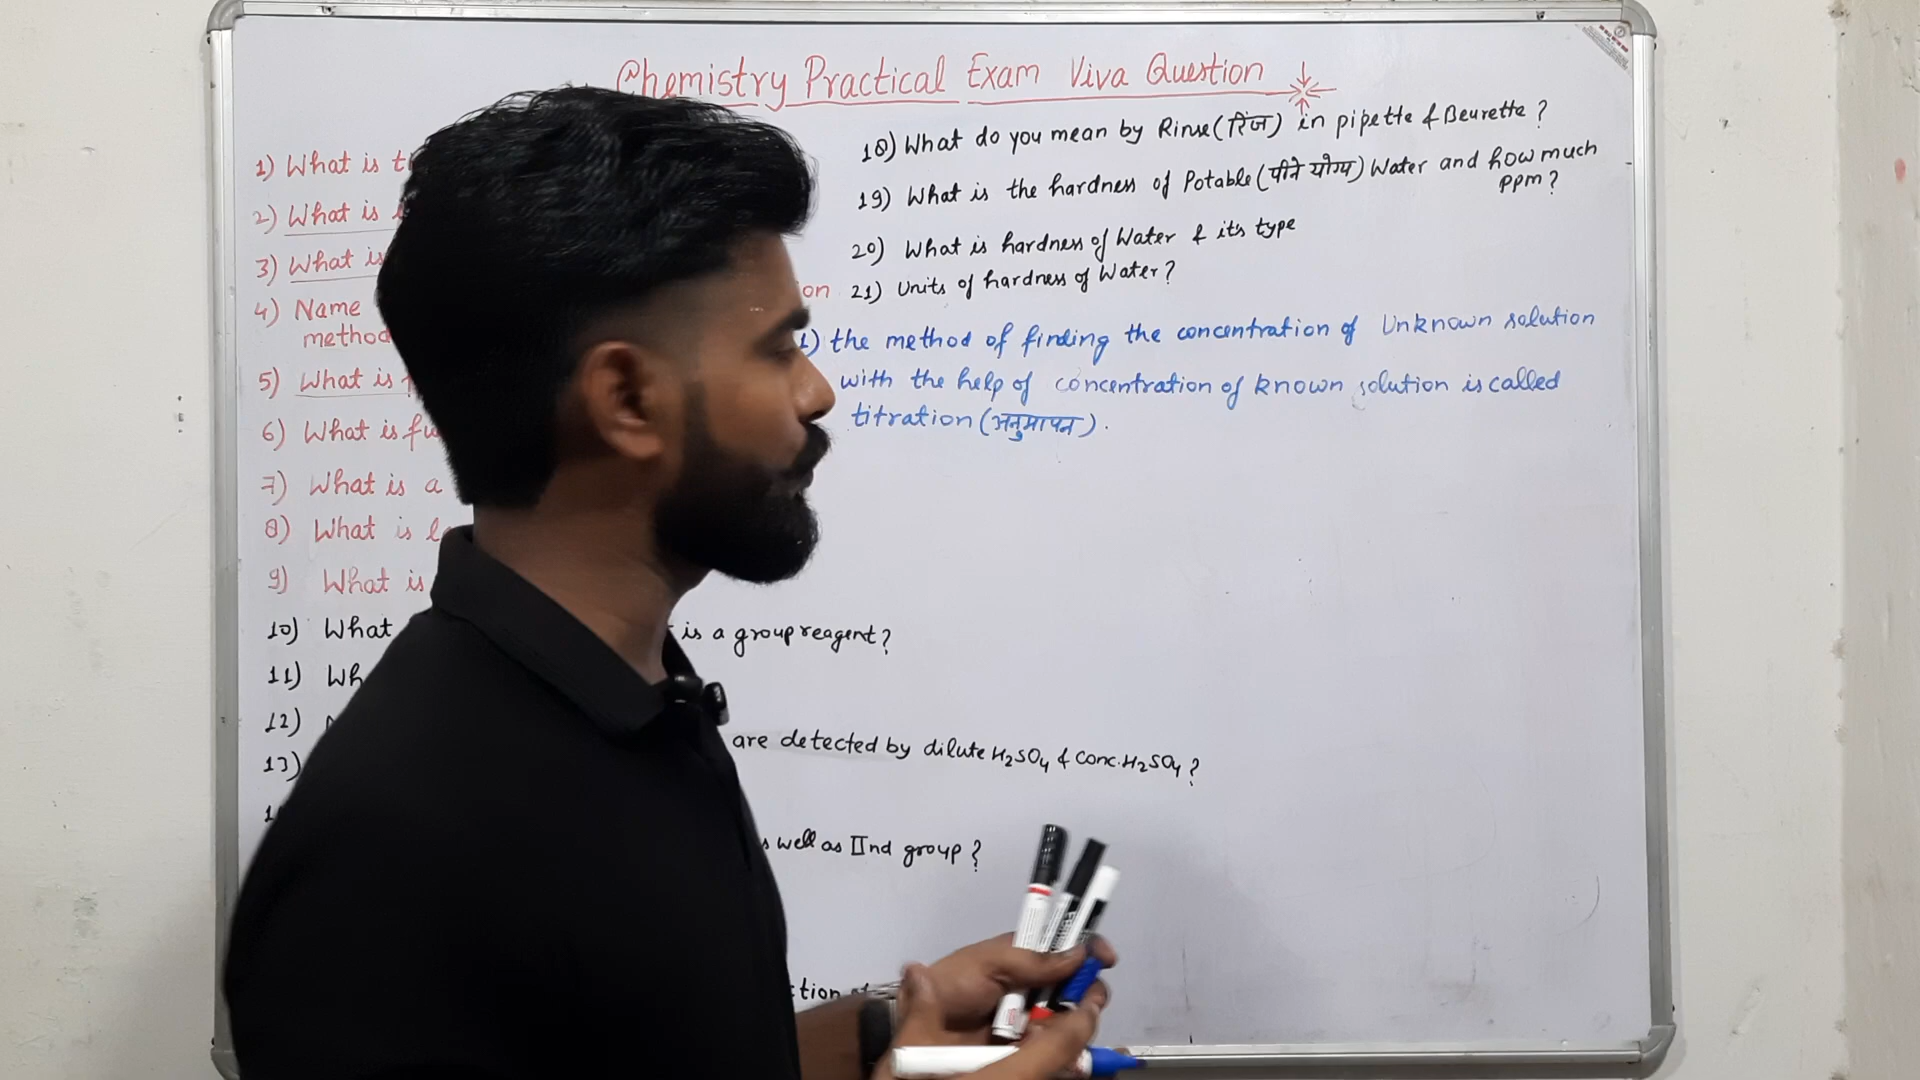 Chemistry Practical Exam Viva Question
1) What is
2) What is
3) What is
4) Name
method
5) What is
6) What is
7) What is a
8) What is
9) What is
10) What is a group reagent?
11)
12)
13) are detected by dilute H₂SO₄ & Conc. H₂SO₄?
well as IInd group?
18) What do you mean by Rinse (रिंज) in pipette & Beurette?
19) What is the hardness of Potable (पीने योग्य) Water and how much
ppm?
20) What is hardness of Water & its type
21) Units of hardness of Water?
1) the method of finding the concentration of Unknown solution
with the help of concentration of known solution is called
titration (अनुमापन).